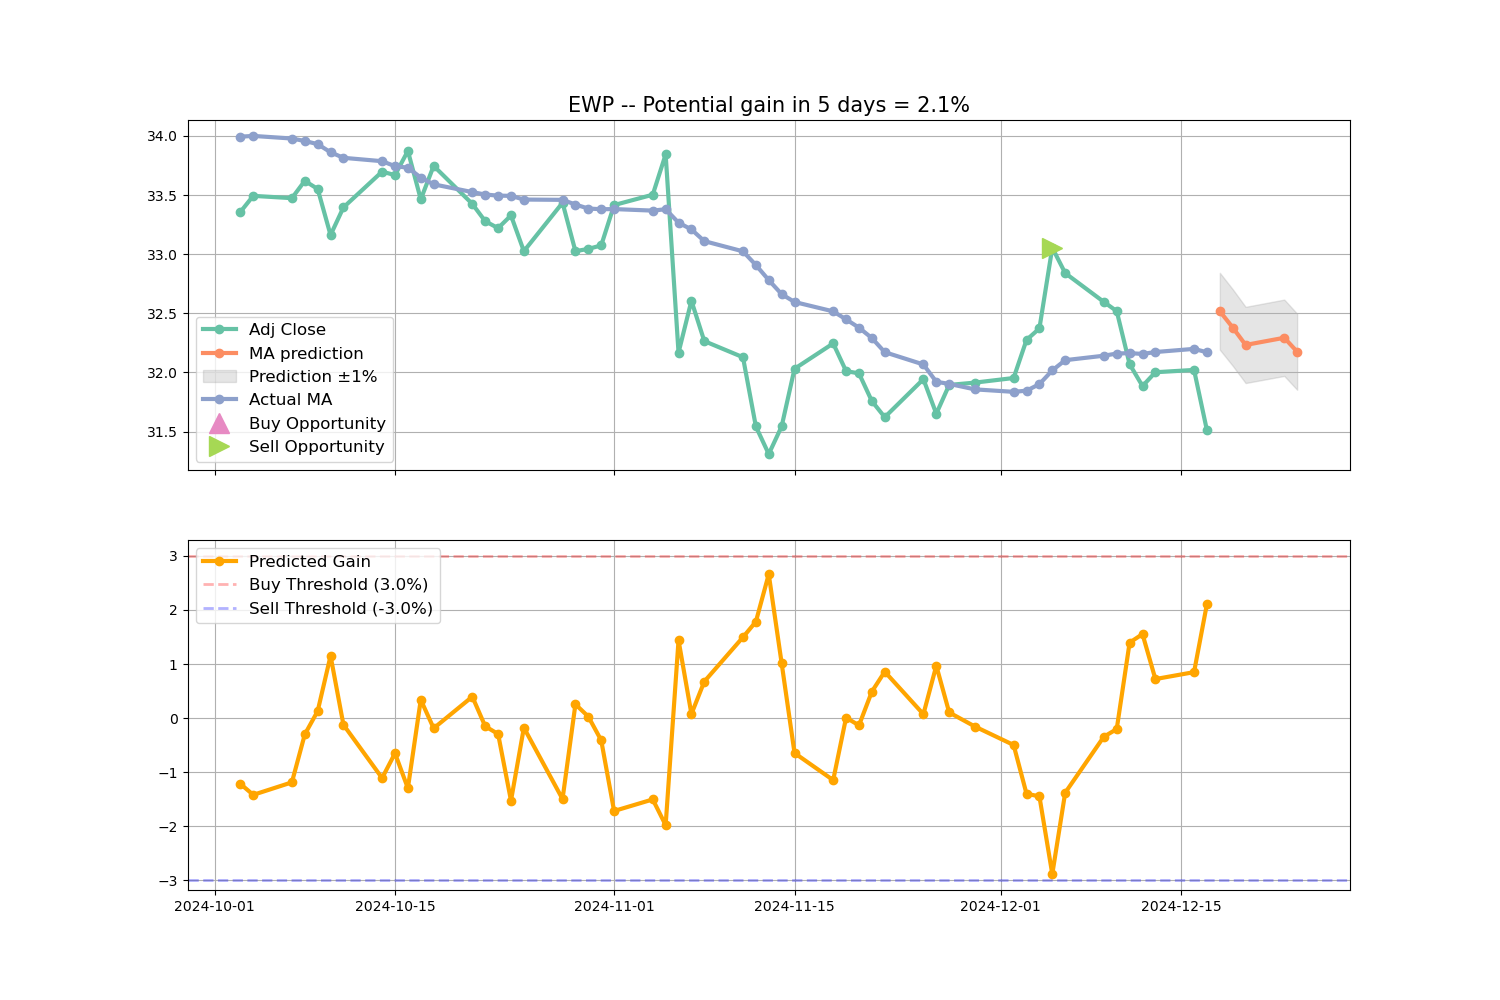 EWP -- Potential gain in 5 days = 2.1%
34.0
33.5
33.0
32.5
32.0
31.5
Adj Close
MA prediction
Prediction ±1%
Actual MA
Buy Opportunity
Sell Opportunity
3
2
1
0
−1
−2
−3
Predicted Gain
Buy Threshold (3.0%)
Sell Threshold (-3.0%)
2024-10-01
2024-10-15
2024-11-01
2024-11-15
2024-12-01
2024-12-15